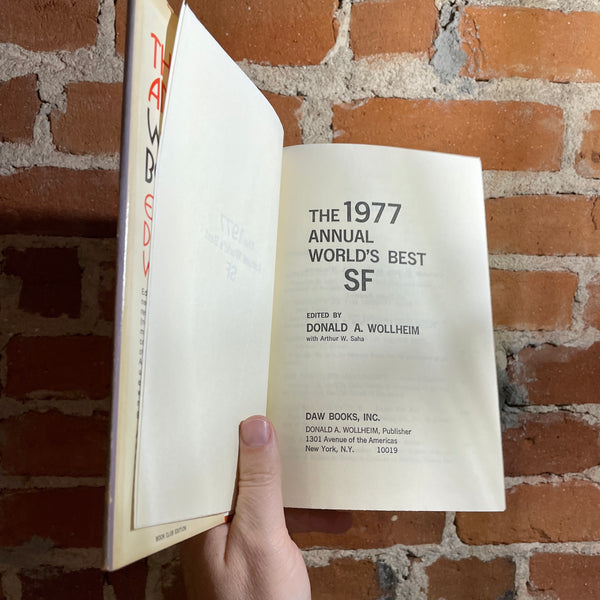 THE 1977
ANNUAL
WORLD'S BEST
SF
EDITED BY
DONALD A. WOLLHEIM
with Arthur W. Saha
DAW BOOKS, INC.
DONALD A. WOLLHEIM, Publisher
1301 Avenue of the Americas
New York, N.Y. 10019
BOOK CLUB EDITION